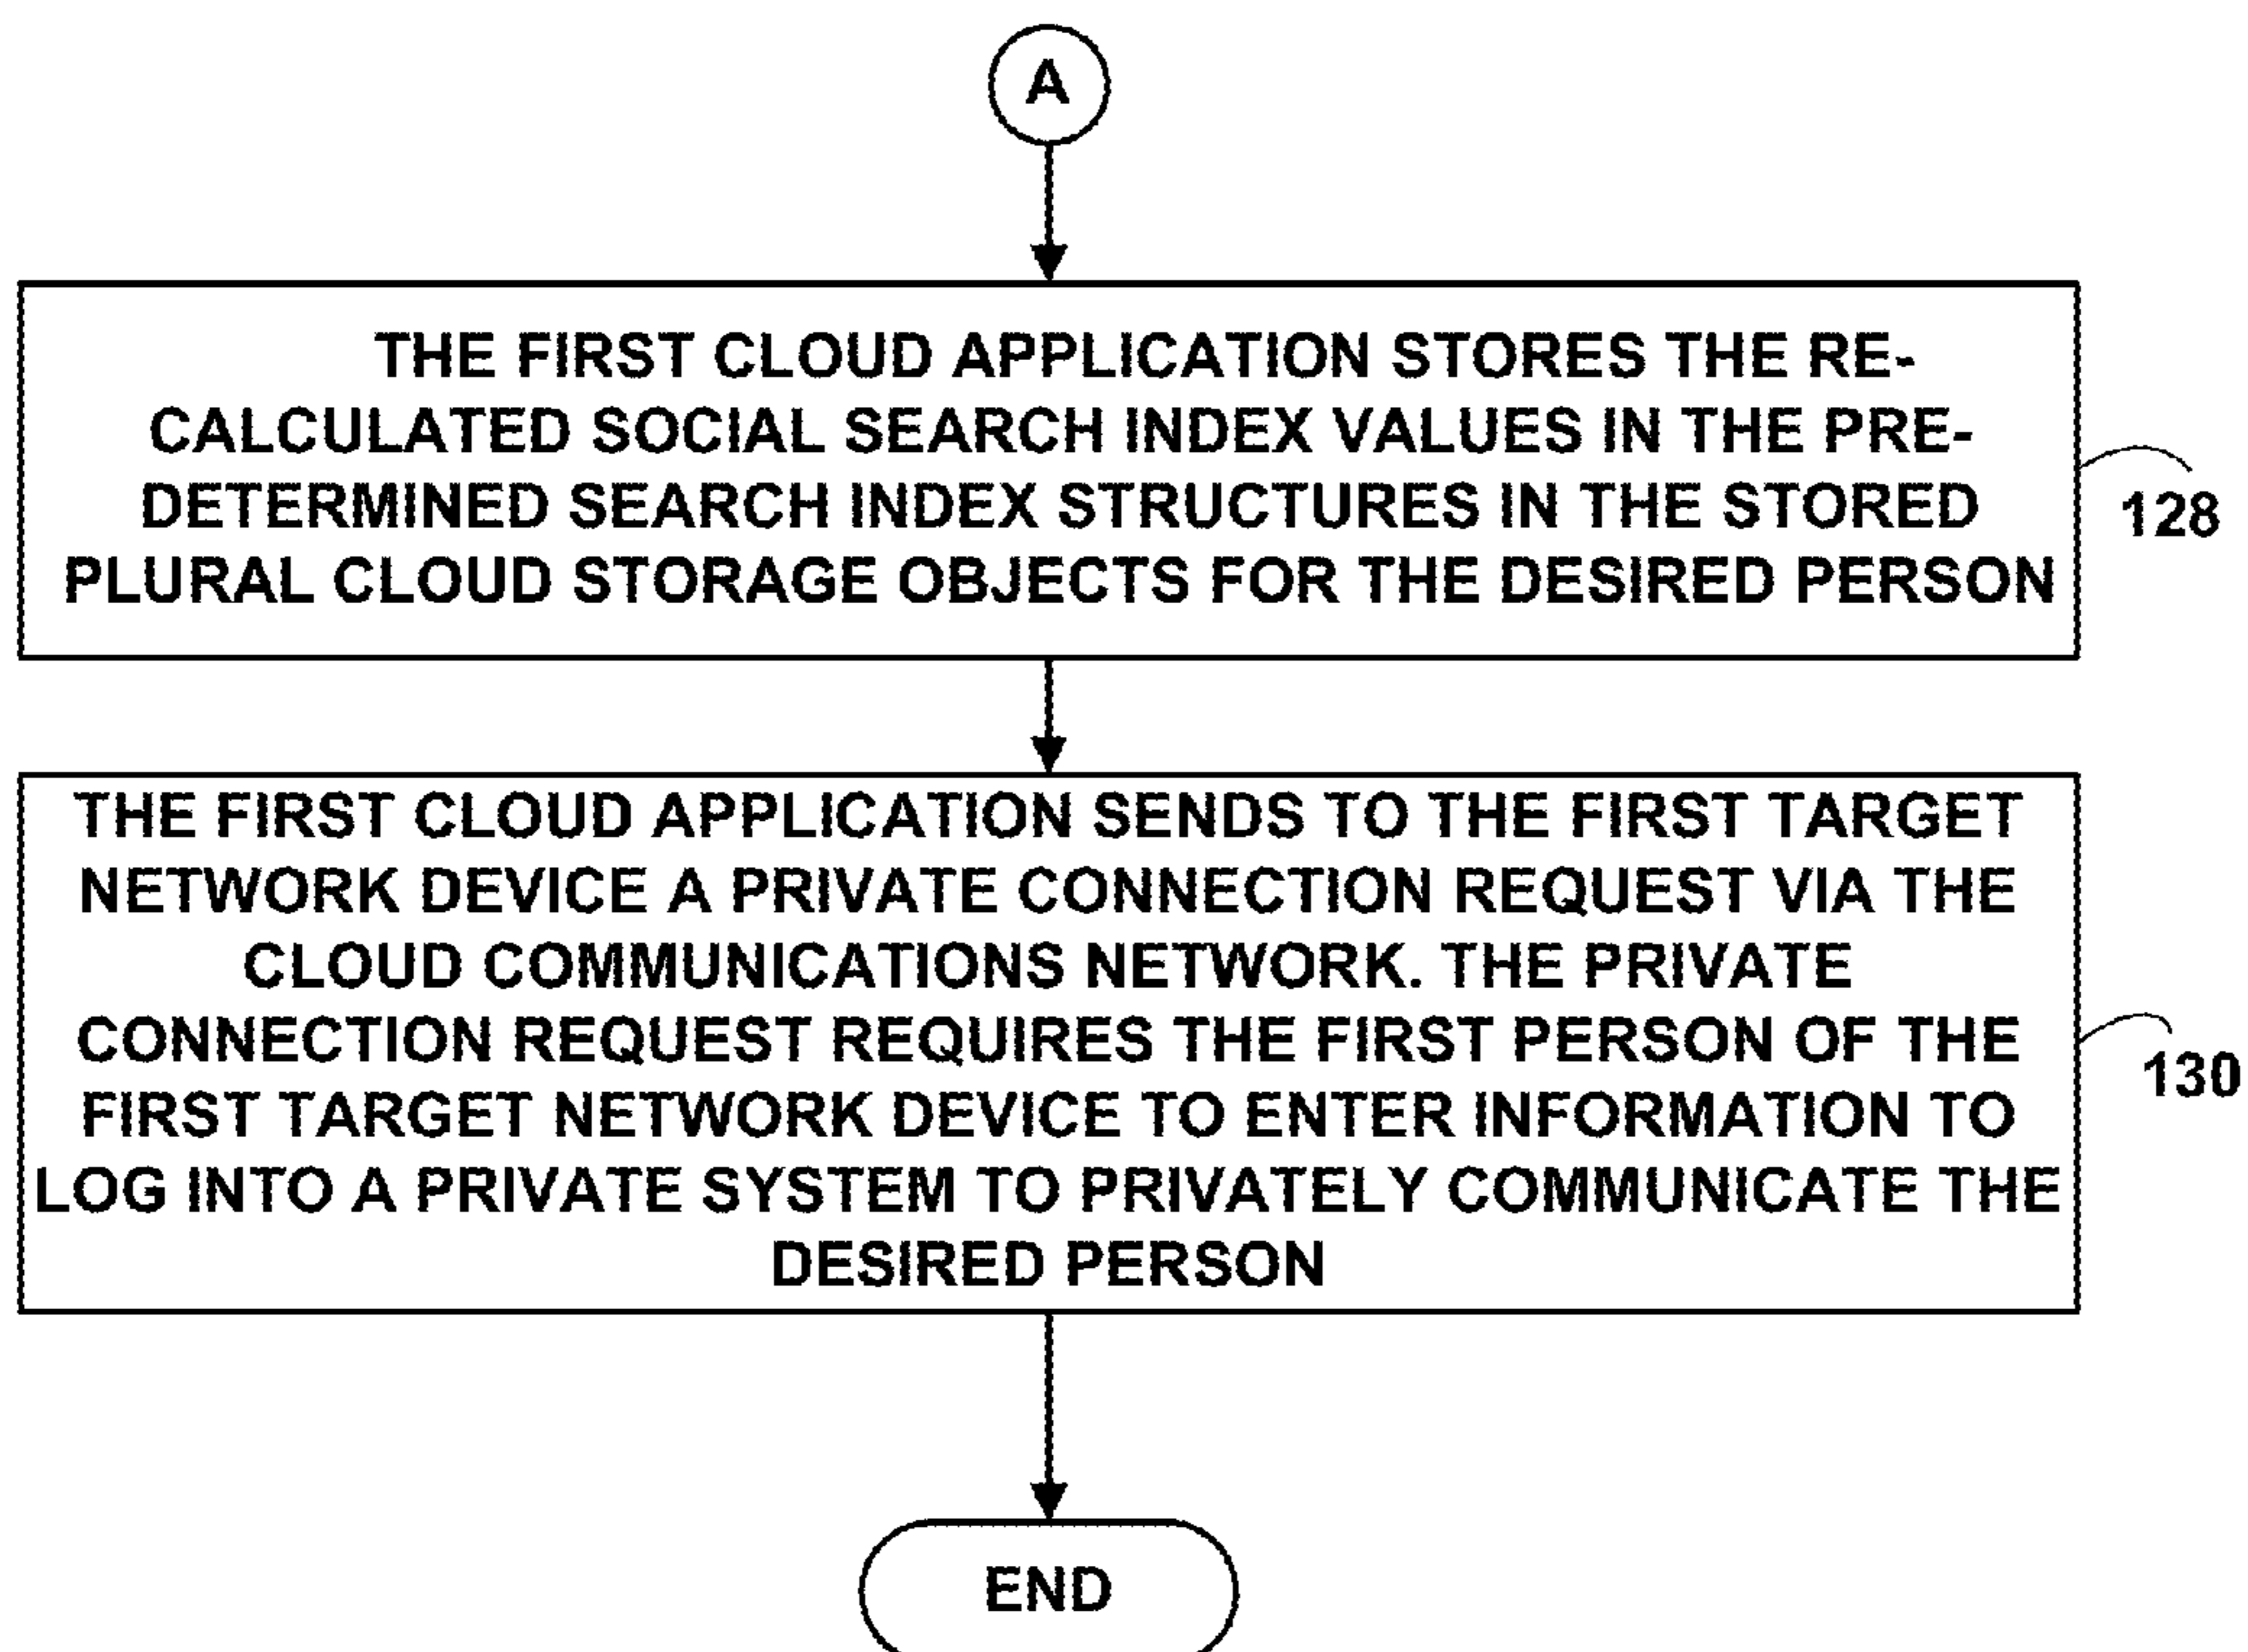 A
THE FIRST CLOUD APPLICATION STORES THE RE-
CALCULATED SOCIAL SEARCH INDEX VALUES IN THE PRE-
DETERMINED SEARCH INDEX STRUCTURES IN THE STORED
PLURAL CLOUD STORAGE OBJECTS FOR THE DESIRED PERSON
128
THE FIRST CLOUD APPLICATION SENDS TO THE FIRST TARGET
NETWORK DEVICE A PRIVATE CONNECTION REQUEST VIA THE
CLOUD COMMUNICATIONS NETWORK. THE PRIVATE
CONNECTION REQUEST REQUIRES THE FIRST PERSON OF THE
FIRST TARGET NETWORK DEVICE TO ENTER INFORMATION TO
LOG INTO A PRIVATE SYSTEM TO PRIVATELY COMMUNICATE THE
DESIRED PERSON
130
END